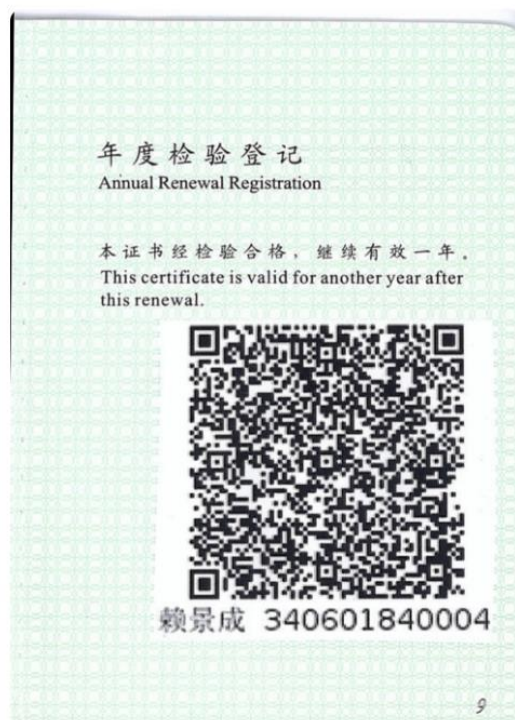 年度检验登记
Annual Renewal Registration
本证书经检验合格，继续有效一年。
This certificate is valid for another year after
this renewal.
赖景成 340601840004
9